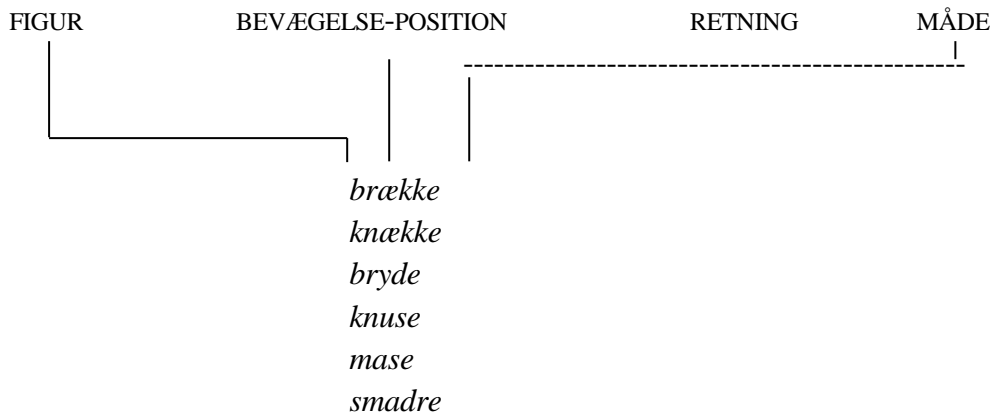 FIGUR BEVÆGELSE-POSITION RETNING MÅDE
brække
knække
bryde
knuse
mase
smadre